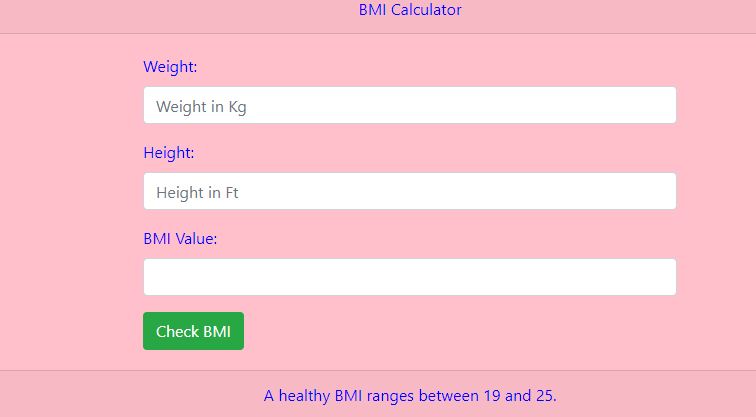 BMI Calculator
Weight:
Weight in Kg
Height:
Height in Ft
BMI Value:
Check BMI
A healthy BMI ranges between 19 and 25.